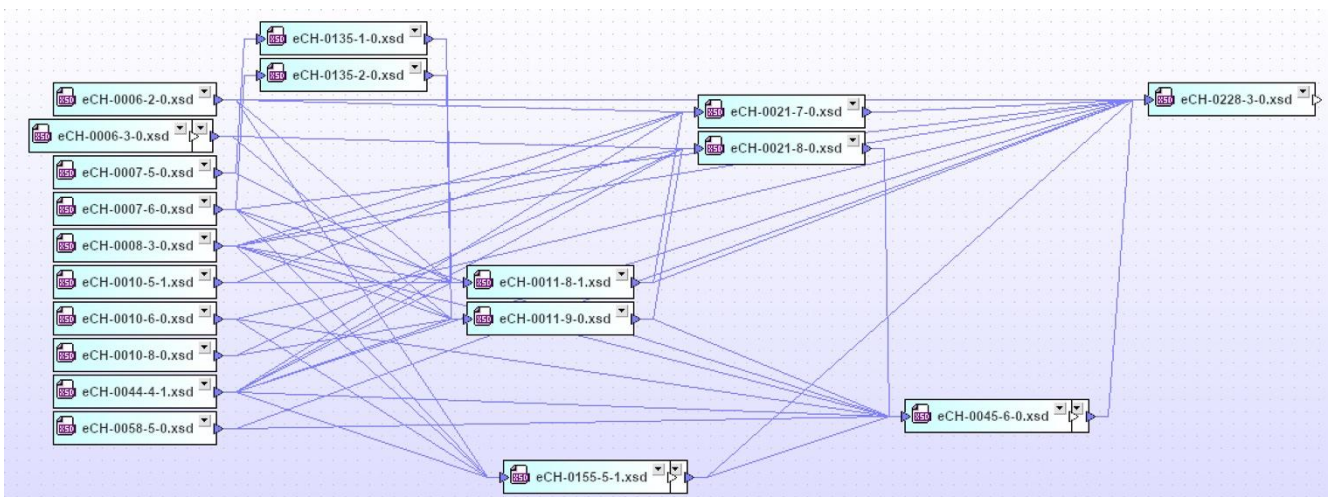 eCH-0135-1-0.xsd
eCH-0135-2-0.xsd
eCH-0006-2-0.xsd
eCH-0006-3-0.xsd
eCH-0007-5-0.xsd
eCH-0007-6-0.xsd
eCH-0008-3-0.xsd
eCH-0010-5-1.xsd
eCH-0010-6-0.xsd
eCH-0010-8-0.xsd
eCH-0044-4-1.xsd
eCH-0058-5-0.xsd
eCH-0011-8-1.xsd
eCH-0011-9-0.xsd
eCH-0155-5-1.xsd
eCH-0021-7-0.xsd
eCH-0021-8-0.xsd
eCH-0045-6-0.xsd
eCH-0228-3-0.xsd